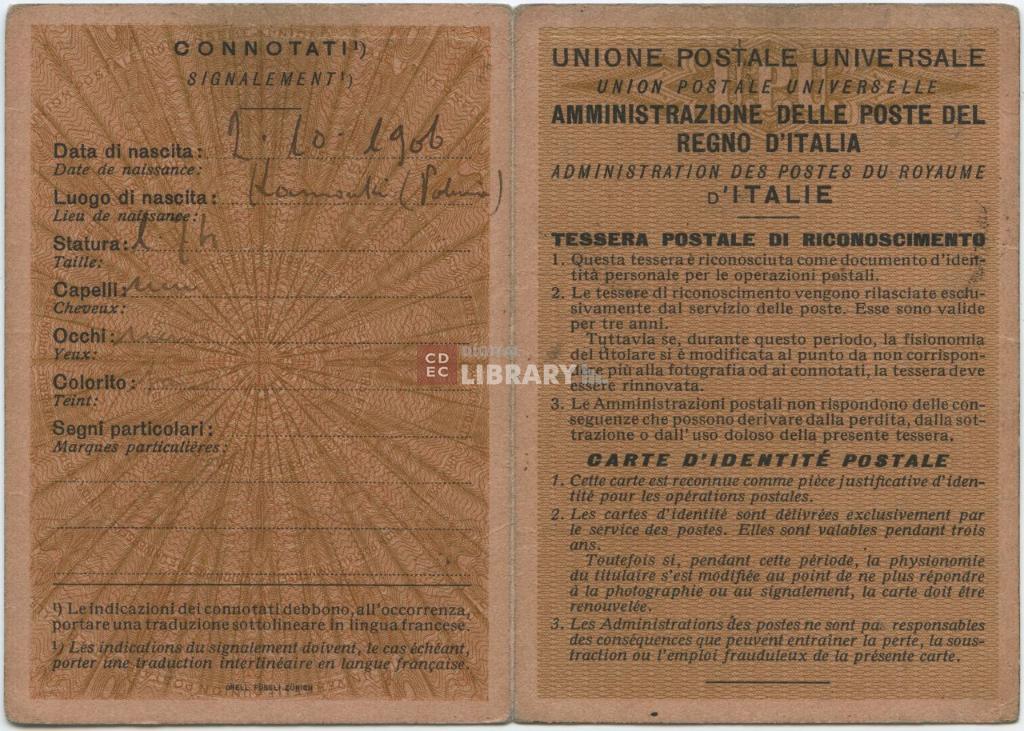 CONNOTATI¹)
SIGNALEMENT¹)
Data di nascita: 2·10·1906
Date de naissance:
Luogo di nascita:
Lieu de naissance:
Statura:
Taille:
Capelli:
Cheveux:
Occhi:
Yeux:
Colorito:
Teint:
Segni particolari:
Marques particulières:
¹) Le indicazioni dei connotati debbono, all'occorrenza,
portare una traduzione sottolineare in lingua francese.
¹) Les indications du signalement doivent, le cas échéant,
porter une traduction interlinéaire en langue française.
ORELL FÜSSLI-ZÜRICH
UNIONE POSTALE UNIVERSALE
UNION POSTALE UNIVERSELLE
AMMINISTRAZIONE DELLE POSTE DEL
REGNO D'ITALIA
ADMINISTRATION DES POSTES DU ROYAUME
D'ITALIE
TESSERA POSTALE DI RICONOSCIMENTO
1. Questa tessera è riconosciuta come documento d'iden-
tità personale per le operazioni postali.
2. Le tessere di riconoscimento vengono rilasciate esclu-
sivamente dal servizio delle poste. Esse sono valide
per tre anni.
Tuttavia se, durante questo periodo, la fisionomia
del titolare si è modificata al punto da non corrispon-
dere più alla fotografia od ai connotati, la tessera deve
essere rinnovata.
3. Le Amministrazioni postali non rispondono delle con-
seguenze che possono derivare dalla perdita, dalla sot-
trazione o dall' uso doloso della presente tessera.
CARTE D'IDENTITÉ POSTALE
1. Cette carte est reconnue comme pièce justificative d'iden-
tité pour les opérations postales.
2. Les cartes d'identité sont délivrées exclusivement par
le service des postes. Elles sont valables pendant trois
ans.
Toutefois si, pendant cette période, la physionomie
du titulaire s'est modifiée au point de ne plus répondre
à la photographie ou au signalement, la carte doit être
renouvelée.
3. Les Administrations des postes ne sont pas responsables
des conséquences que peuvent entraîner la perte, la sous-
traction ou l'emploi frauduleux de la présente carte.
CDEC DIGITAL LIBRARY